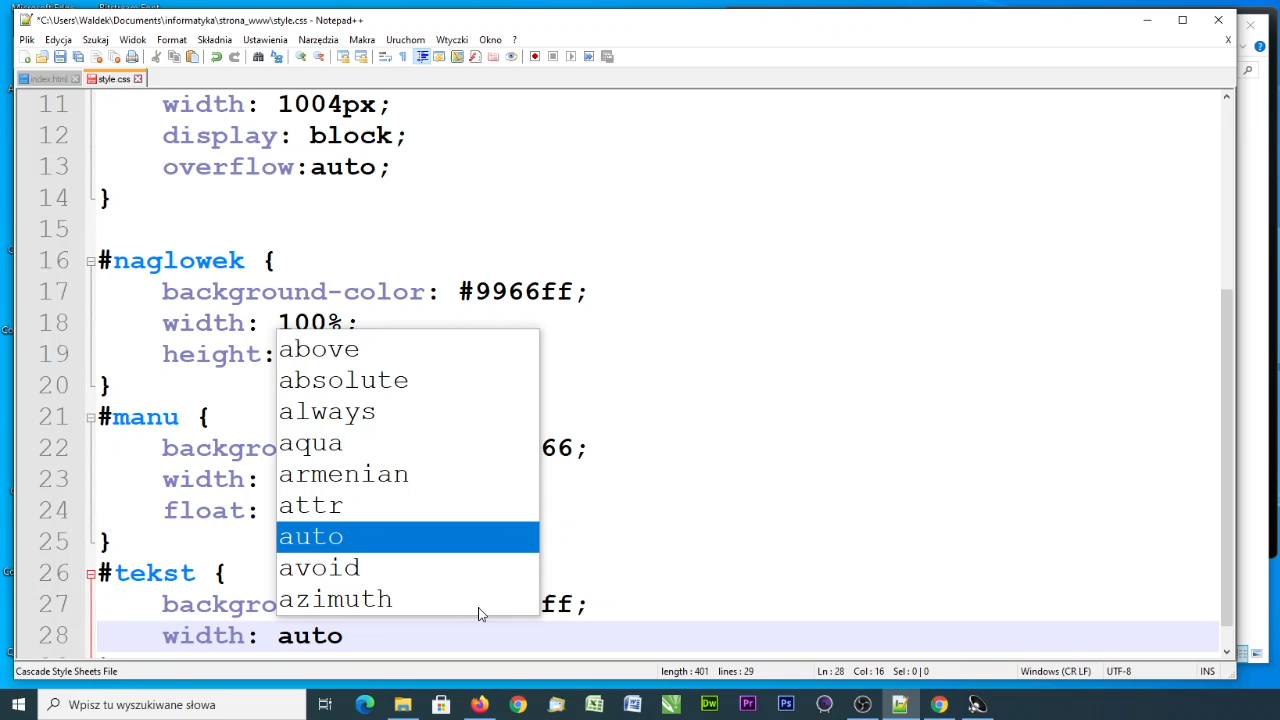 *C:\Users\Waldek\Documents\informatyka\strona_www\style.css - Notepad++
Plik Edycja Szukaj Widok Format Składnia Ustawienia Narzędzia Makra Uruchom Wtyczki Okno ? X
index.html style.css
11 width: 1004px;
12 display: block;
13 overflow:auto;
14 }
15
16 #naglowek {
17 background-color: #9966ff;
18 width: 100%;
19 height:
above
20 }
absolute
21 #manu {
always
22 backgro 66;
aqua
23 width:
armenian
24 float:
attr
25 }
auto
26 #tekst {
avoid
27 backgro ff;
azimuth
28 width: auto
Cascade Style Sheets File length : 401 lines : 29 Ln : 28 Col : 16 Sel : 0 | 0 Windows (CR LF) UTF-8 INS
Wpisz tu wyszukiwane słowa